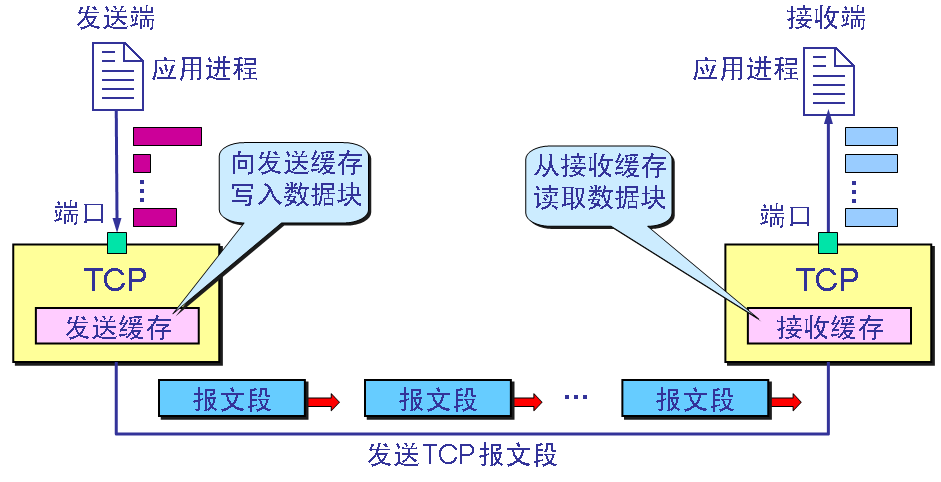 发送端
接收端
应用进程
应用进程
向发送缓存
写入数据块
从接收缓存
读取数据块
端口
端口
TCP
TCP
发送缓存
接收缓存
报文段
报文段
…
报文段
发送TCP报文段